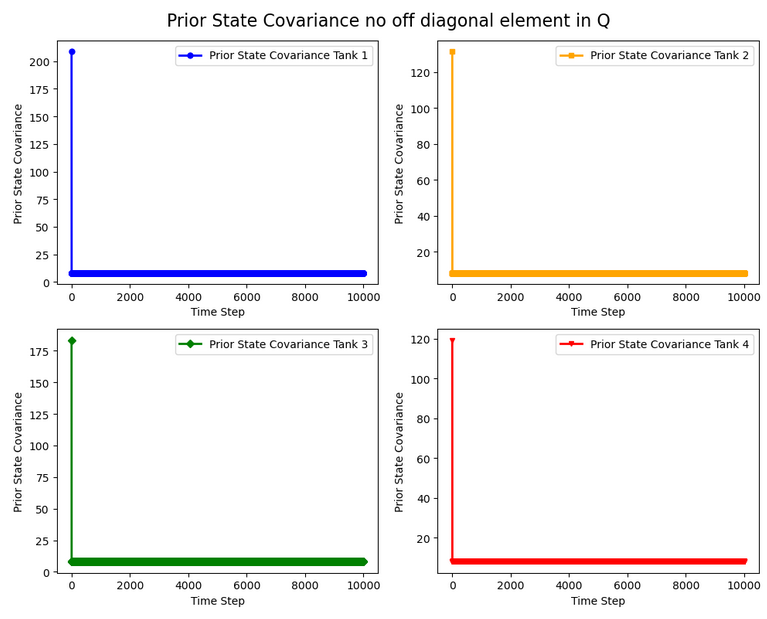 Prior State Covariance no off diagonal element in Q
Prior State Covariance Tank 1
Prior State Covariance
200
175
150
125
100
75
50
25
0
0 2000 4000 6000 8000 10000
Time Step
Prior State Covariance Tank 2
Prior State Covariance
120
100
80
60
40
20
0 2000 4000 6000 8000 10000
Time Step
Prior State Covariance Tank 3
Prior State Covariance
175
150
125
100
75
50
25
0
0 2000 4000 6000 8000 10000
Time Step
Prior State Covariance Tank 4
Prior State Covariance
120
100
80
60
40
20
0 2000 4000 6000 8000 10000
Time Step